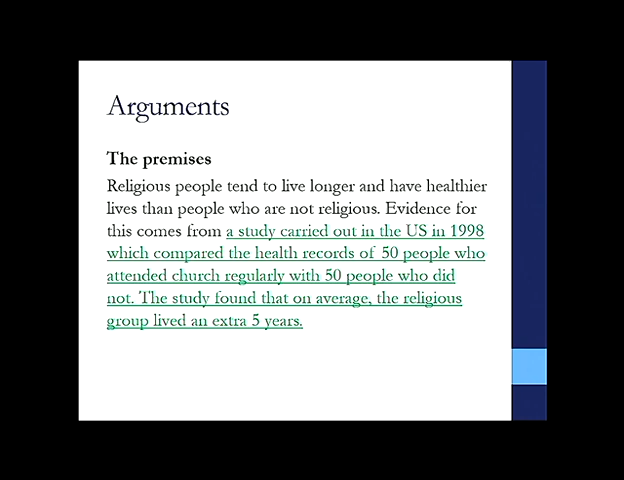 Arguments
The premises
Religious people tend to live longer and have healthier
lives than people who are not religious. Evidence for
this comes from a study carried out in the US in 1998
which compared the health records of 50 people who
attended church regularly with 50 people who did
not. The study found that on average, the religious
group lived an extra 5 years.